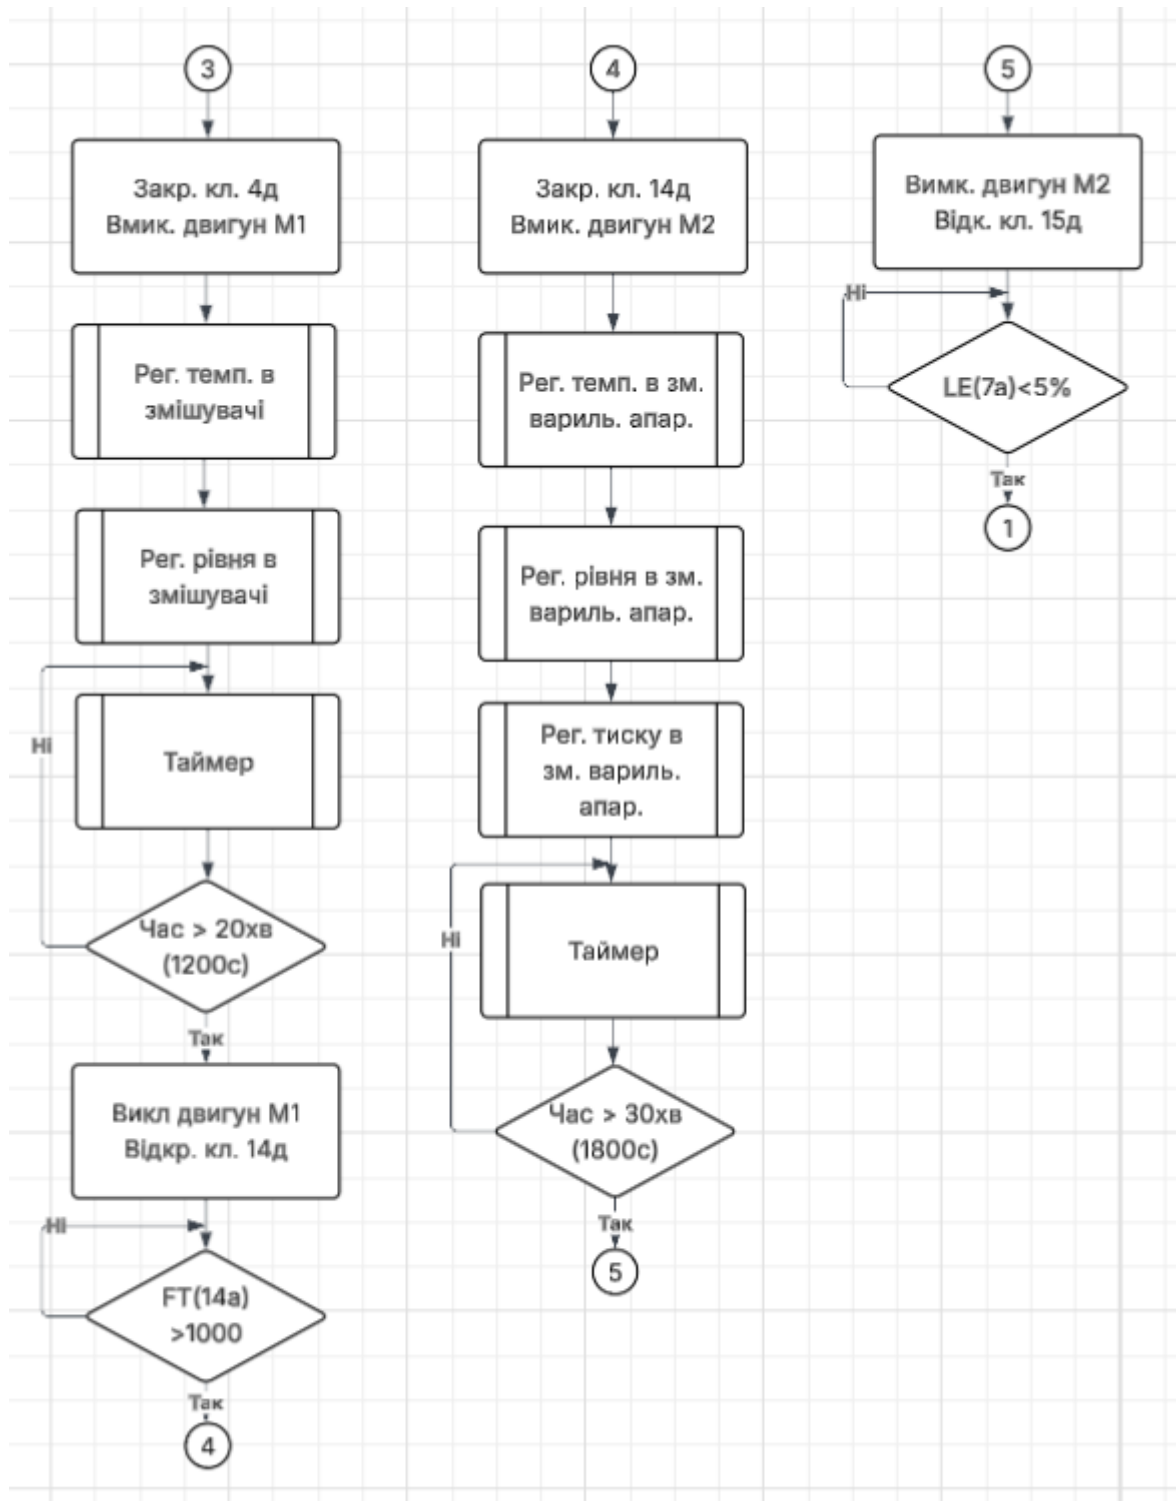 3
Закр. кл. 4д
Вмик. двигун М1
Рег. темп. в
змішувачі
Рег. рівня в
змішувачі
Ні
Таймер
Час > 20хв
(1200с)
Так
Викл двигун М1
Відкр. кл. 14д
Ні
FT(14а)
>1000
Так
4
4
Закр. кл. 14д
Вмик. двигун М2
Рег. темп. в зм.
вариль. апар.
Рег. рівня в зм.
вариль. апар.
Рег. тиску в
зм. вариль.
апар.
Ні
Таймер
Час > 30хв
(1800с)
Так
5
5
Вимк. двигун М2
Відк. кл. 15д
Ні
LE(7а)<5%
Так
1